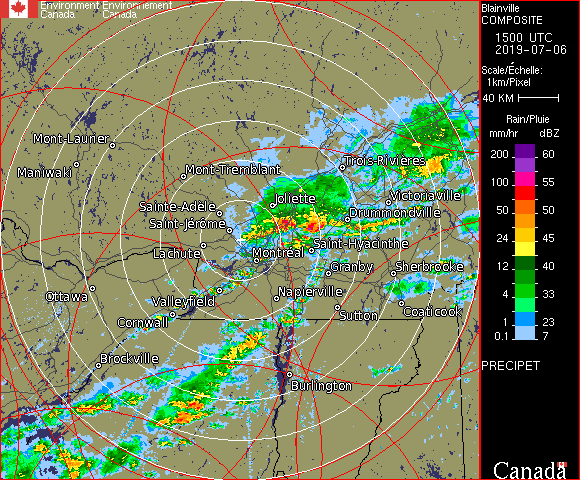 Environment Environnement
Canada Canada
Blainville
COMPOSITE
1500 UTC
2019-07-06
Scale/Échelle:
1km/Pixel
40 KM
Rain/Pluie
mm/hr dBZ
200 60
100 55
50 50
24 45
12 40
4 33
1 23
0.1 7
PRECIPET
Canada
Mont-Laurier
Maniwaki
Mont-Tremblant
Trois-Rivières
Joliette
Victoriaville
Sainte-Adele
Drummondville
Saint-Jérôme
Saint-Hyacinthe
Lachute
Montréal
Granby
Sherbrooke
Ottawa
Valleyfield
Napierville
Coaticook
Cornwall
Sutton
Brockville
Burlington